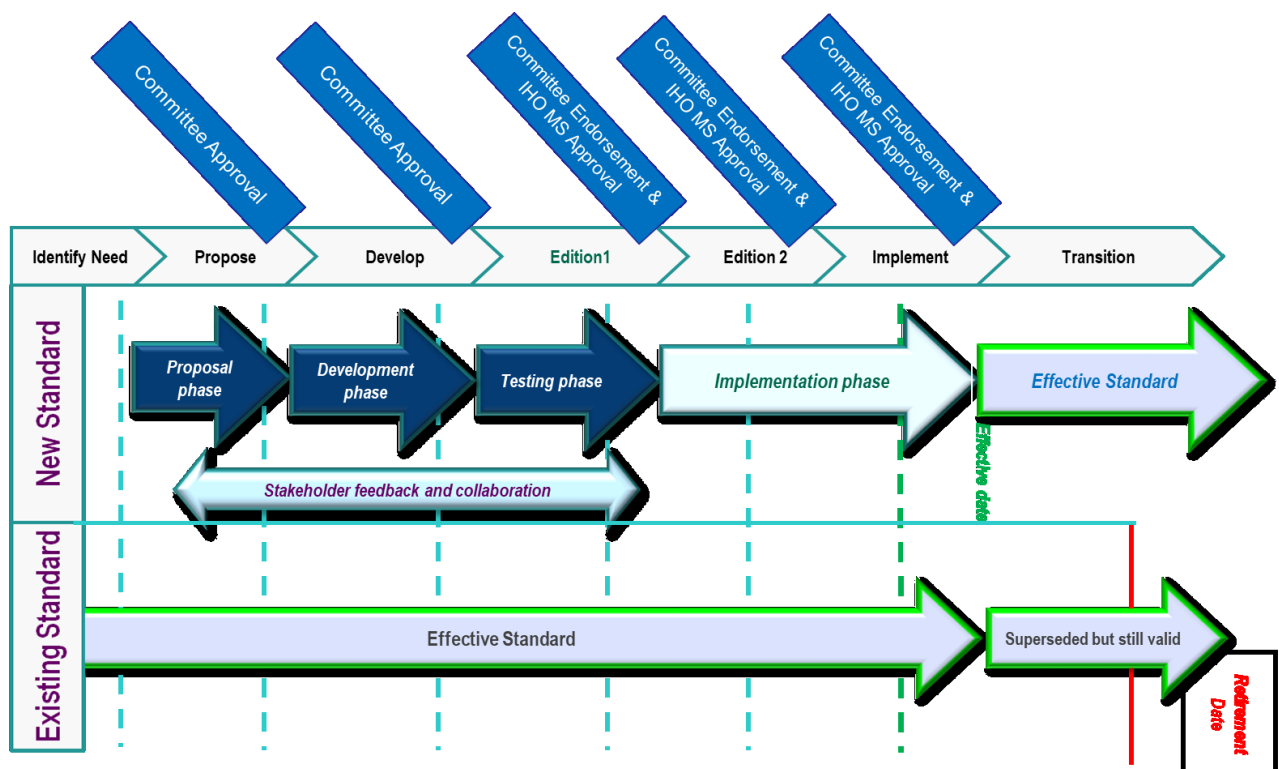 Committee Approval
Committee Approval
Committee Endorsement &
IHO MS Approval
Committee Endorsement &
IHO MS Approval
Committee Endorsement &
IHO MS Approval
Identify Need
Propose
Develop
Edition1
Edition 2
Implement
Transition
New Standard
Proposal
phase
Development
phase
Testing phase
Implementation phase
Effective Standard
Effective date
Stakeholder feedback and collaboration
Existing Standard
Effective Standard
Superseded but still valid
Retirement
Date